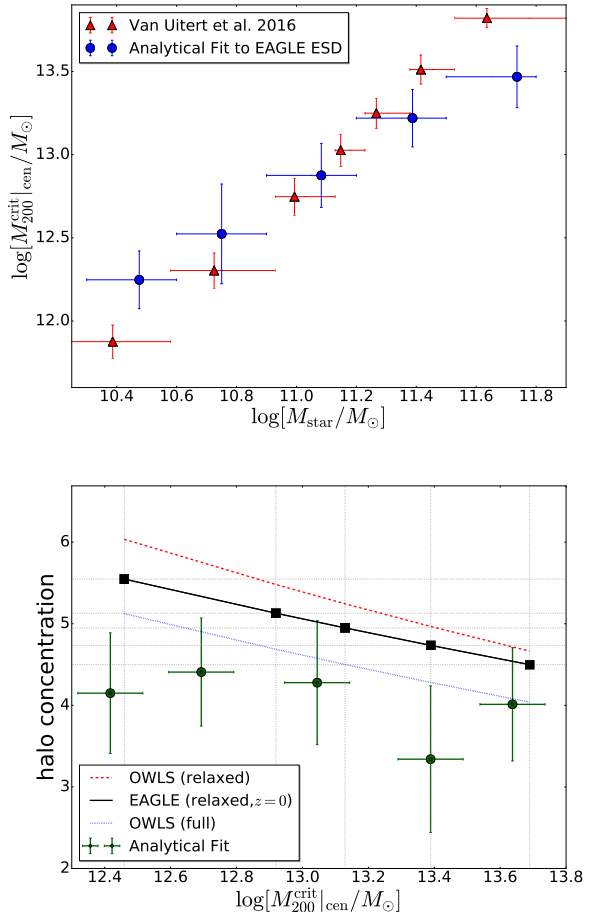 Van Uitert et al. 2016
Analytical Fit to EAGLE ESD
13.5
13.0
12.5
12.0
log[M₂₀₀ᶜʳⁱᵗ|cen/M⊙]
10.4 10.6 10.8 11.0 11.2 11.4 11.6 11.8
log[Mstar/M⊙]
6
5
4
3
2
halo concentration
OWLS (relaxed)
EAGLE (relaxed,z=0)
OWLS (full)
Analytical Fit
12.4 12.6 12.8 13.0 13.2 13.4 13.6 13.8
log[M₂₀₀ᶜʳⁱᵗ|cen/M⊙]